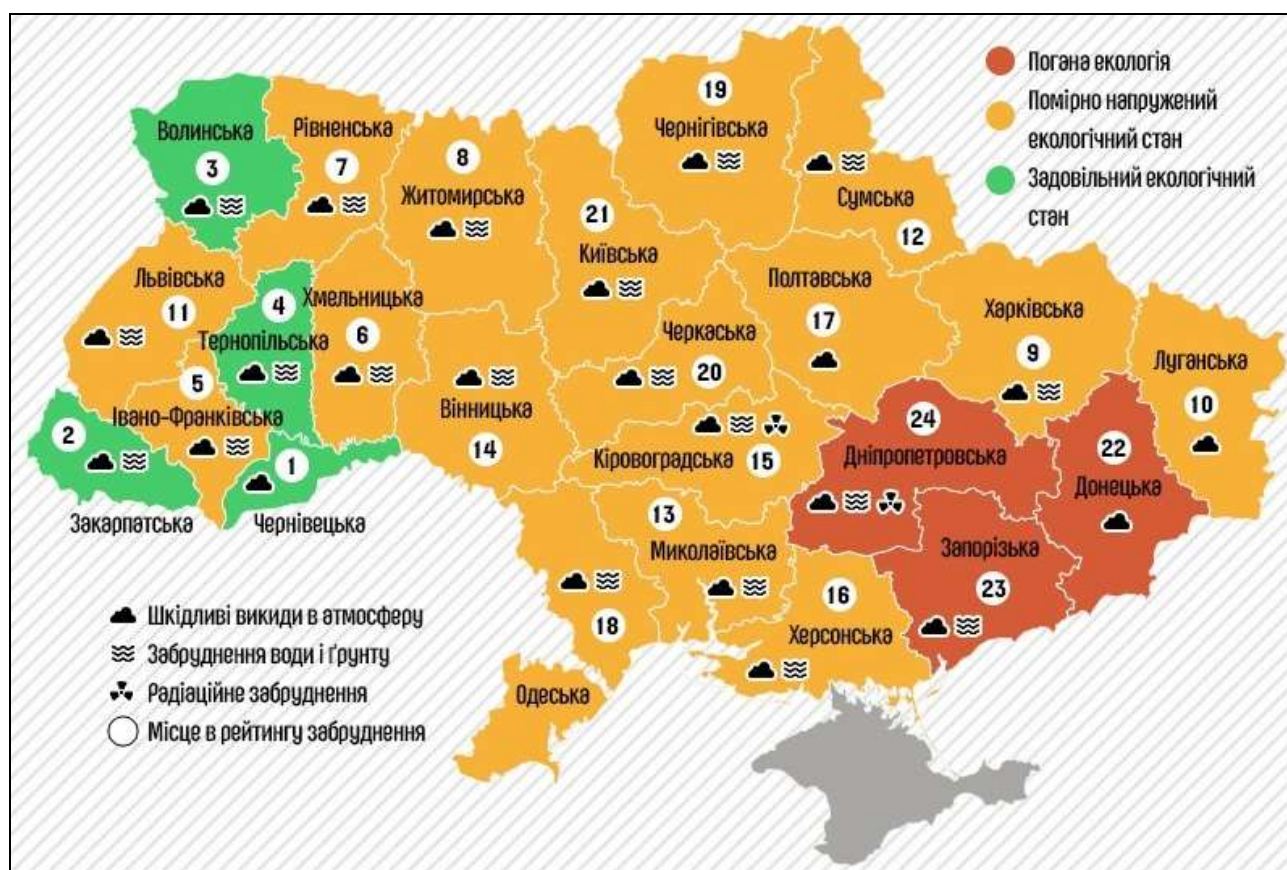 19
Чернігівська
Погана екологія
Помірно напружений
екологічний стан
Задовільний екологічний
стан
Волинська
3
Рівненська
7
8
Житомирська
21
Київська
Сумська
12
Львівська
11
4
Тернопільська
Хмельницька
6
Полтавська
17
Харківська
9
Луганська
10
Черкаська
20
5
Івано-Франківська
Вінницька
14
Кіровоградська
15
24
Дніпропетровська
22
Донецька
2
Закарпатська
1
Чернівецька
13
Миколаївська
Запорізька
23
16
Херсонська
18
Одеська
Шкідливі викиди в атмосферу
Забруднення води і ґрунту
Радіаційне забруднення
Місце в рейтингу забруднення